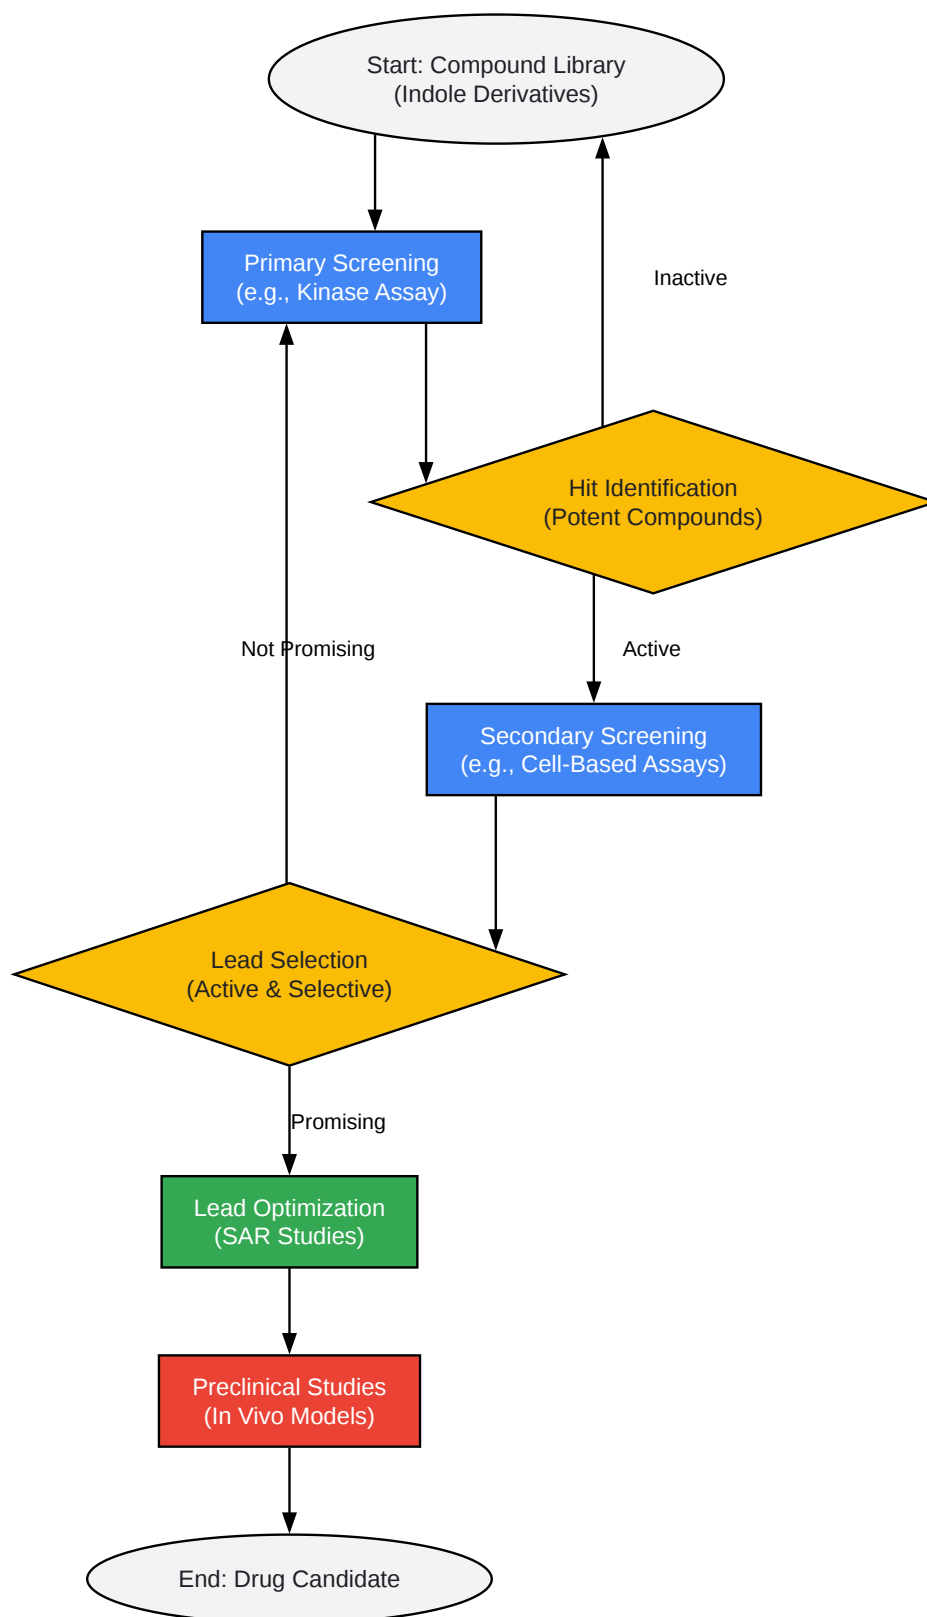 Start: Compound Library
(Indole Derivatives)
Primary Screening
(e.g., Kinase Assay)
Inactive
Hit Identification
(Potent Compounds)
Not Promising
Active
Secondary Screening
(e.g., Cell-Based Assays)
Lead Selection
(Active & Selective)
Promising
Lead Optimization
(SAR Studies)
Preclinical Studies
(In Vivo Models)
End: Drug Candidate